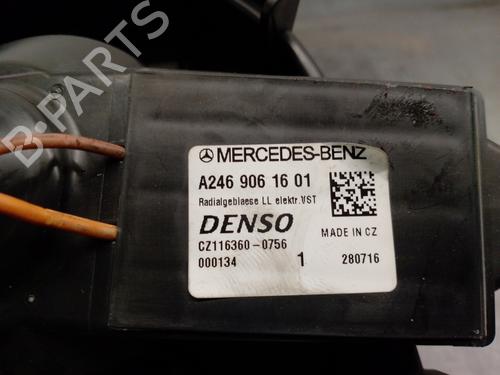 MERCEDES-BENZ
A246 906 16 01
Radialgeblaese LL elektr.VST
DENSO
MADE IN CZ
CZ116360-0756
000134 1 280716
B-PARTS